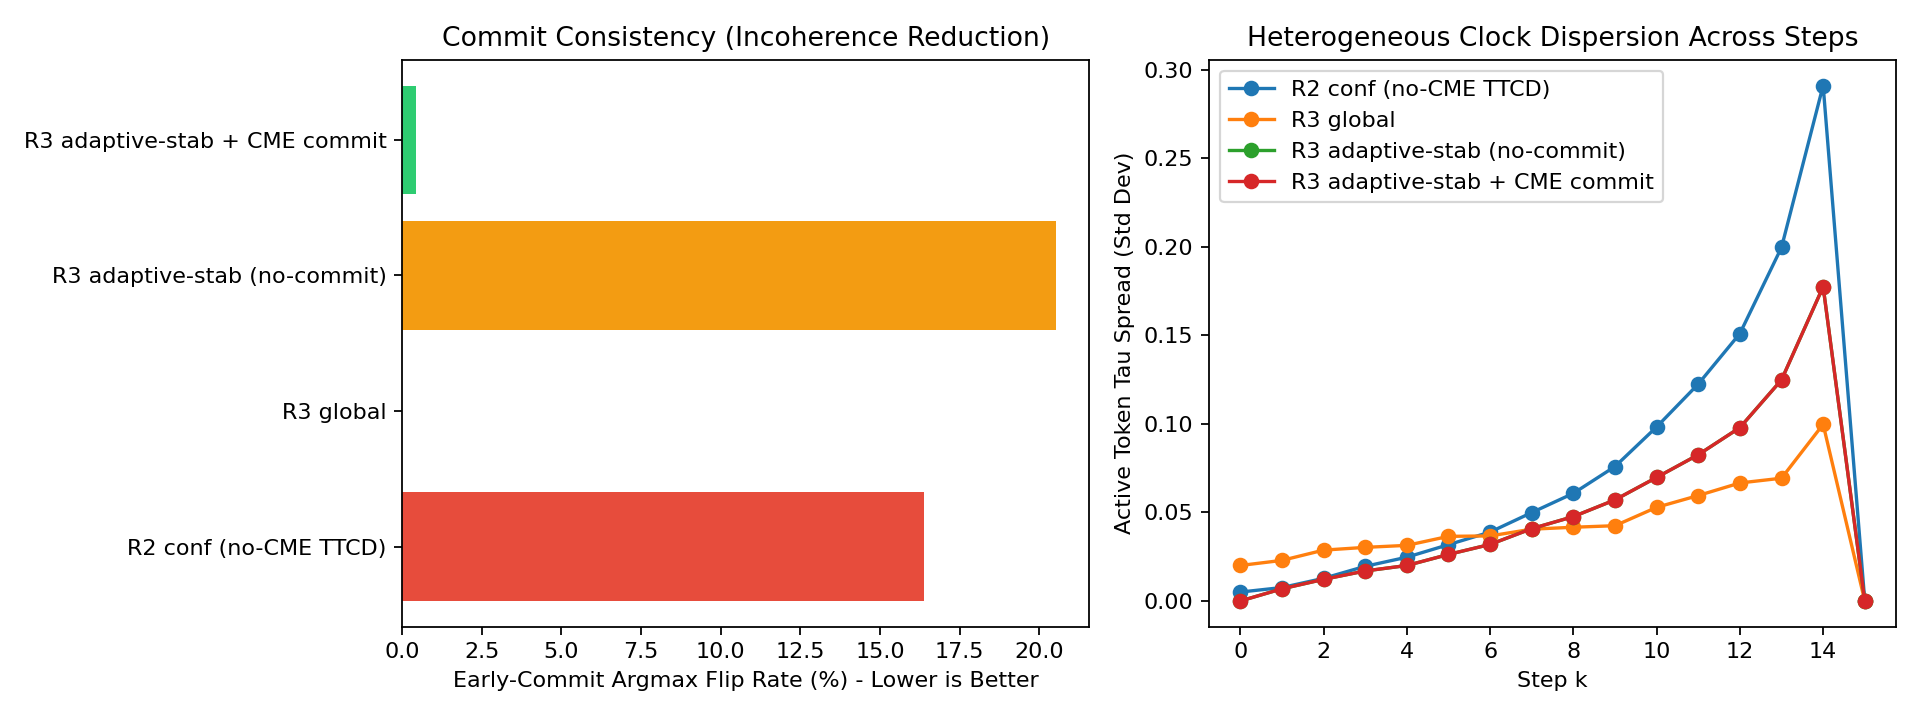 Commit Consistency (Incoherence Reduction)
R3 adaptive-stab + CME commit
R3 adaptive-stab (no-commit)
R3 global
R2 conf (no-CME TTCD)
0.0 2.5 5.0 7.5 10.0 12.5 15.0 17.5 20.0
Early-Commit Argmax Flip Rate (%) - Lower is Better
Heterogeneous Clock Dispersion Across Steps
R2 conf (no-CME TTCD)
R3 global
R3 adaptive-stab (no-commit)
R3 adaptive-stab + CME commit
Active Token Tau Spread (Std Dev)
0.30
0.25
0.20
0.15
0.10
0.05
0.00
0 2 4 6 8 10 12 14
Step k